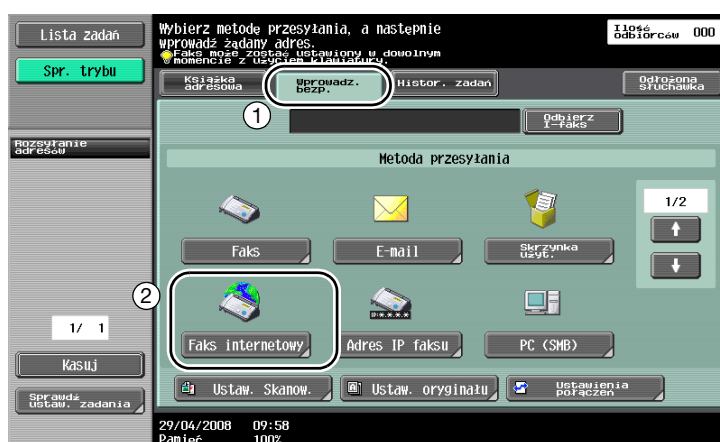 Lista zadań
Spr. trybu
Wybierz metodę przesyłania, a następnie
wprowadź żądany adres.
Faks może zostać ustawiony w dowolnym
momencie z użyciem klawiatury.
Ilość
odbiorców 000
Książka
adresowa
Wprowadz.
bezp.
Histor. zadań
Odłożona
słuchawka
1
Odbierz
I-faks
Rozsyłanie
adresów
Metoda przesyłania
1/2
Faks
E-mail
Skrzynka
użyt.
2
Faks internetowy
Adres IP faksu
PC (SMB)
1/ 1
Kasuj
Sprawdź
ustaw. zadania
Ustaw. Skanow.
Ustaw. oryginału
Ustawienia
połączeń
29/04/2008 09:58
Pamięć 100%